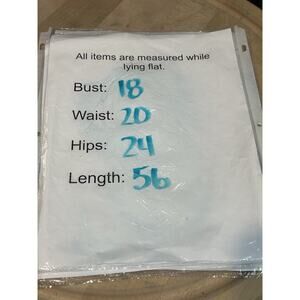 All items are measured while
lying flat.
Bust: 18
Waist: 20
Hips: 24
Length: 56